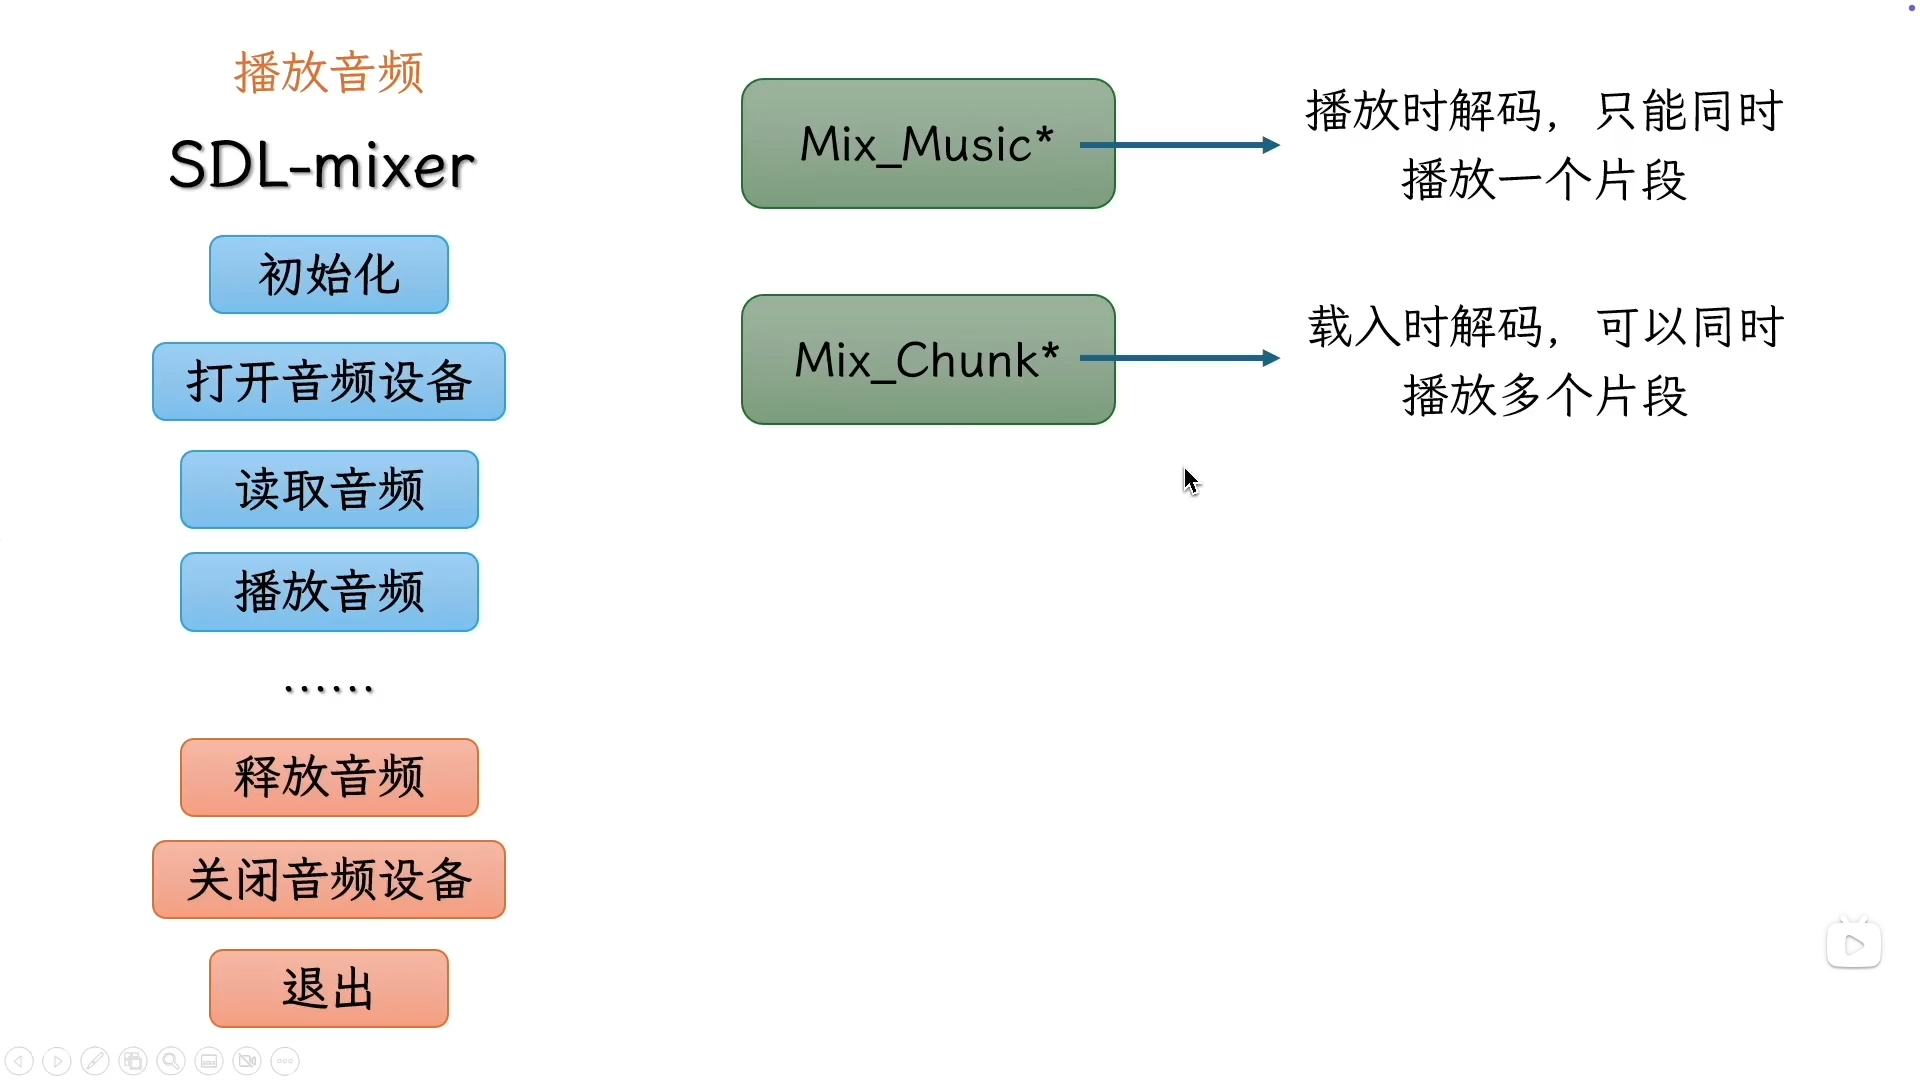 播放音频
SDL-mixer
初始化
打开音频设备
读取音频
播放音频
······
释放音频
关闭音频设备
退出
Mix_Music*
播放时解码，只能同时
播放一个片段
Mix_Chunk*
载入时解码，可以同时
播放多个片段